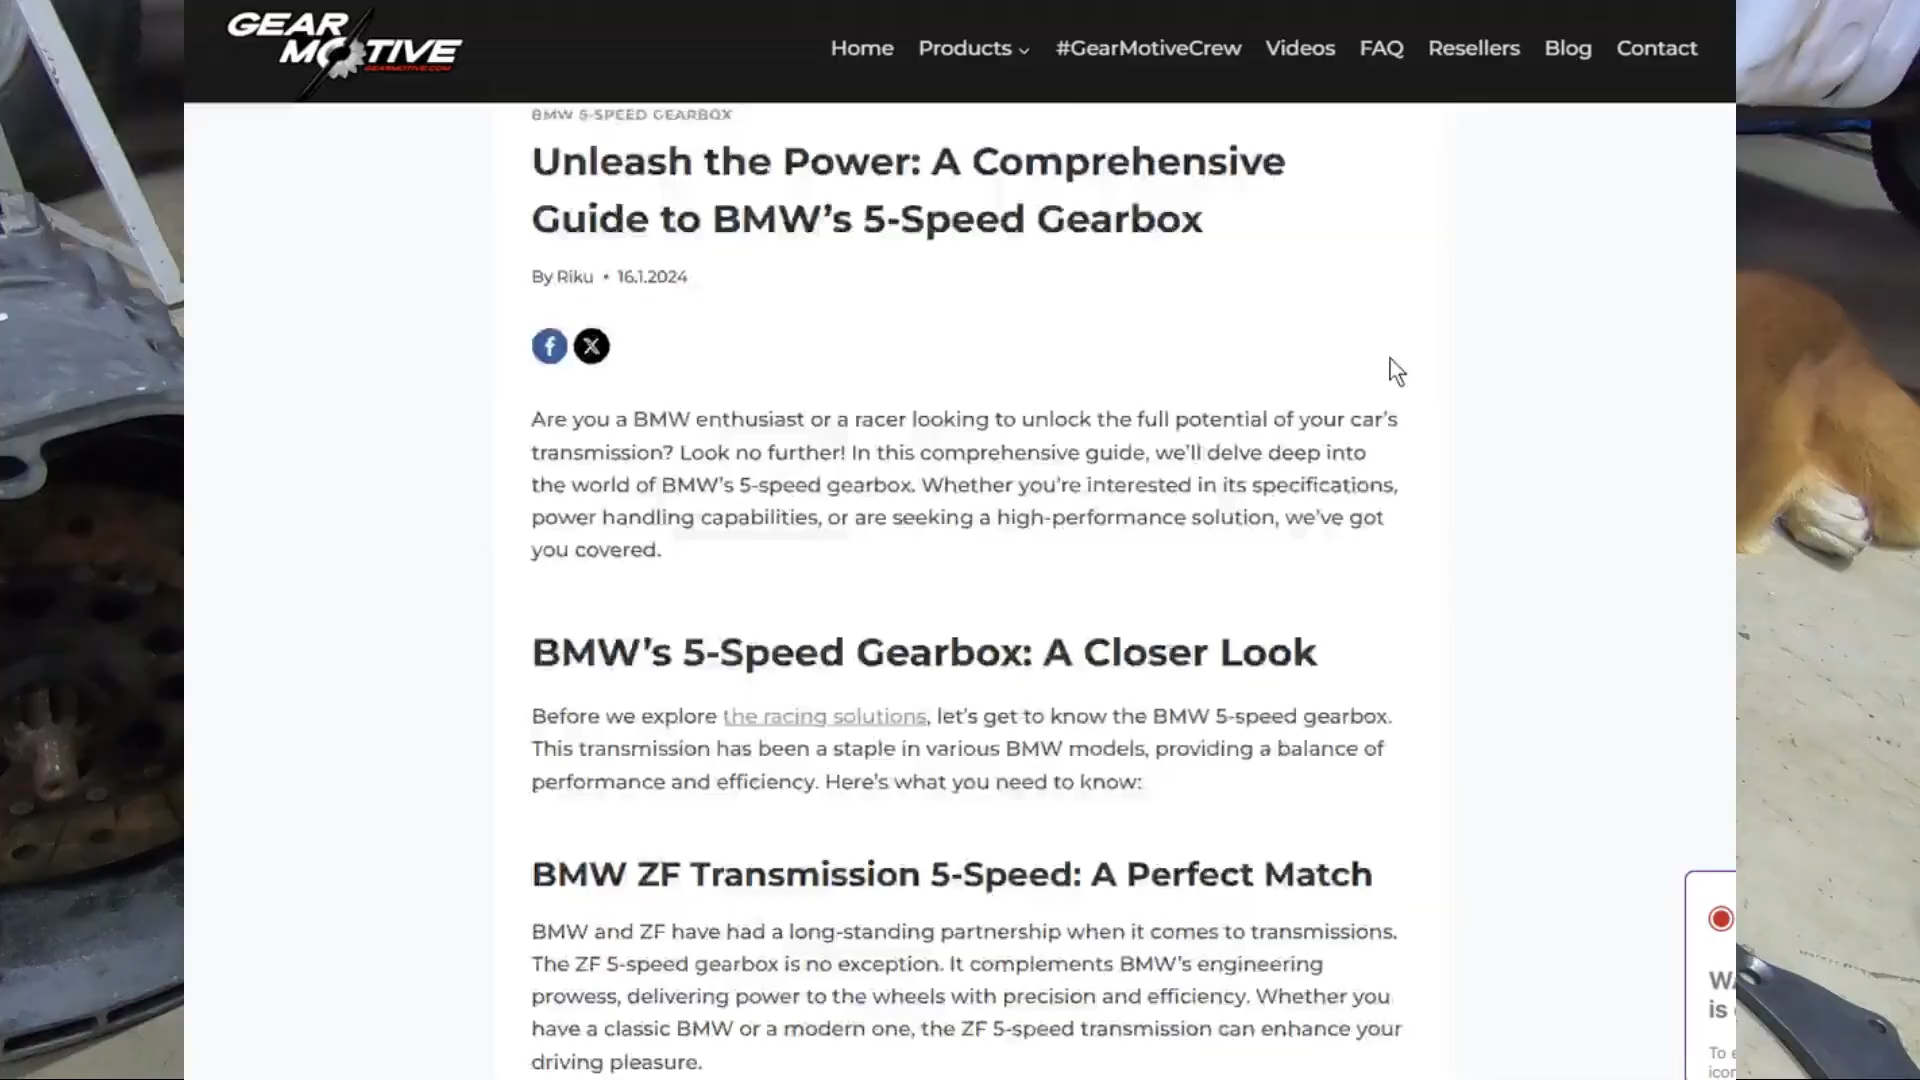 GEAR
MOTIVE
GEARMOTIVE.COM
Home Products #GearMotiveCrew Videos FAQ Resellers Blog Contact
BMW 5-SPEED GEARBOX
Unleash the Power: A Comprehensive
Guide to BMW’s 5-Speed Gearbox
By Riku • 16.1.2024
Are you a BMW enthusiast or a racer looking to unlock the full potential of your car’s
transmission? Look no further! In this comprehensive guide, we’ll delve deep into
the world of BMW’s 5-speed gearbox. Whether you’re interested in its specifications,
power handling capabilities, or are seeking a high-performance solution, we’ve got
you covered.
BMW’s 5-Speed Gearbox: A Closer Look
Before we explore the racing solutions, let’s get to know the BMW 5-speed gearbox.
This transmission has been a staple in various BMW models, providing a balance of
performance and efficiency. Here’s what you need to know:
BMW ZF Transmission 5-Speed: A Perfect Match
BMW and ZF have had a long-standing partnership when it comes to transmissions.
The ZF 5-speed gearbox is no exception. It complements BMW’s engineering
prowess, delivering power to the wheels with precision and efficiency. Whether you
have a classic BMW or a modern one, the ZF 5-speed transmission can enhance your
driving pleasure.
is
To